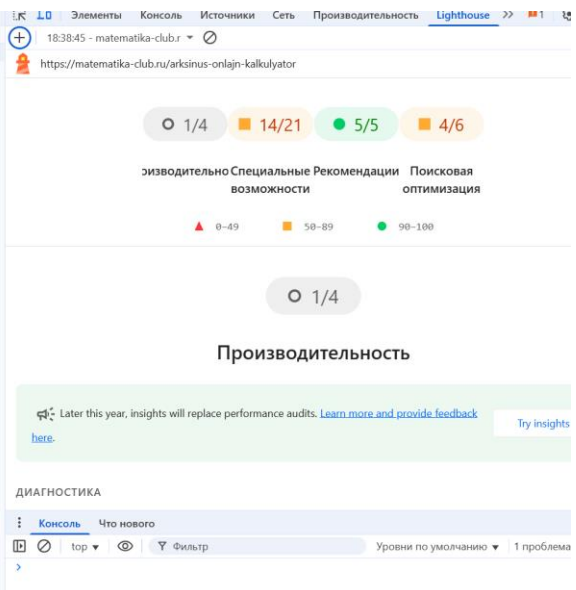 Элементы Консоль Источники Сеть Производительность Lighthouse 1
18:38:45 - matematika-club.r
https://matematika-club.ru/arksinus-onlajn-kalkulyator
1/4 14/21 5/5 4/6
оизводительно Специальные возможности Рекомендации Поисковая оптимизация
0–49 50–89 90–100
1/4
Производительность
Later this year, insights will replace performance audits. Learn more and provide feedback
here.
Try insights
ДИАГНОСТИКА
Консоль Что нового
top Фильтр Уровни по умолчанию 1 проблема